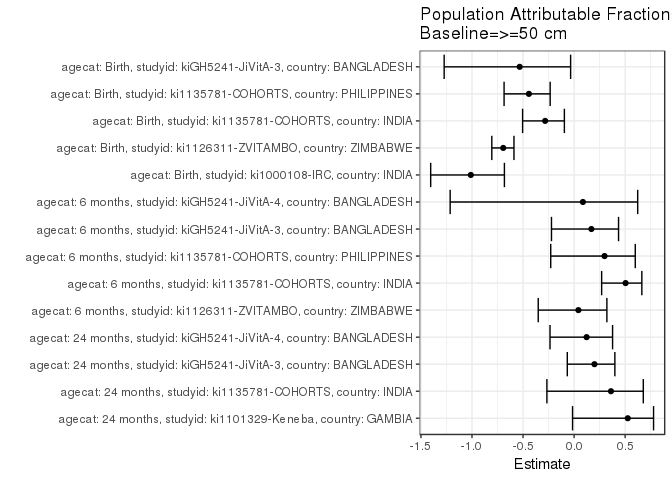 Population Attributable Fraction
Baseline=>=50 cm
agecat: Birth, studyid: kiGH5241-JiVitA-3, country: BANGLADESH
agecat: Birth, studyid: ki1135781-COHORTS, country: PHILIPPINES
agecat: Birth, studyid: ki1135781-COHORTS, country: INDIA
agecat: Birth, studyid: ki1126311-ZVITAMBO, country: ZIMBABWE
agecat: Birth, studyid: ki1000108-IRC, country: INDIA
agecat: 6 months, studyid: kiGH5241-JiVitA-4, country: BANGLADESH
agecat: 6 months, studyid: kiGH5241-JiVitA-3, country: BANGLADESH
agecat: 6 months, studyid: ki1135781-COHORTS, country: PHILIPPINES
agecat: 6 months, studyid: ki1135781-COHORTS, country: INDIA
agecat: 6 months, studyid: ki1126311-ZVITAMBO, country: ZIMBABWE
agecat: 24 months, studyid: kiGH5241-JiVitA-4, country: BANGLADESH
agecat: 24 months, studyid: kiGH5241-JiVitA-3, country: BANGLADESH
agecat: 24 months, studyid: ki1135781-COHORTS, country: INDIA
agecat: 24 months, studyid: ki1101329-Keneba, country: GAMBIA
-1.5 -1.0 -0.5 0.0 0.5
Estimate